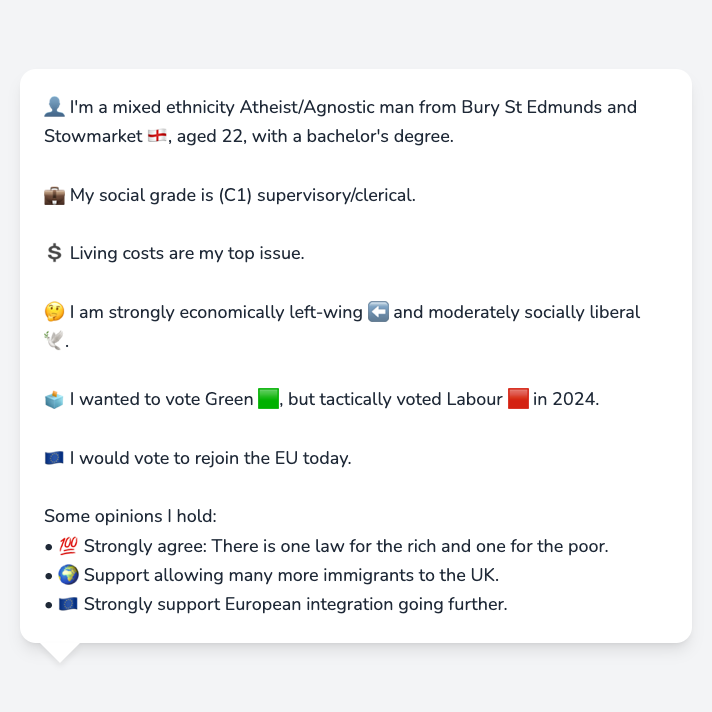 👤 I'm a mixed ethnicity Atheist/Agnostic man from Bury St Edmunds and
Stowmarket 🏴󠁧󠁢󠁥󠁮󠁧󠁿, aged 22, with a bachelor's degree.
💼 My social grade is (C1) supervisory/clerical.
💲 Living costs are my top issue.
🤔 I am strongly economically left-wing ⬅️ and moderately socially liberal
🕊️.
🗳️ I wanted to vote Green 🟩, but tactically voted Labour 🟥 in 2024.
🇪🇺 I would vote to rejoin the EU today.
Some opinions I hold:
• 💯 Strongly agree: There is one law for the rich and one for the poor.
• 🌍 Support allowing many more immigrants to the UK.
• 🇪🇺 Strongly support European integration going further.